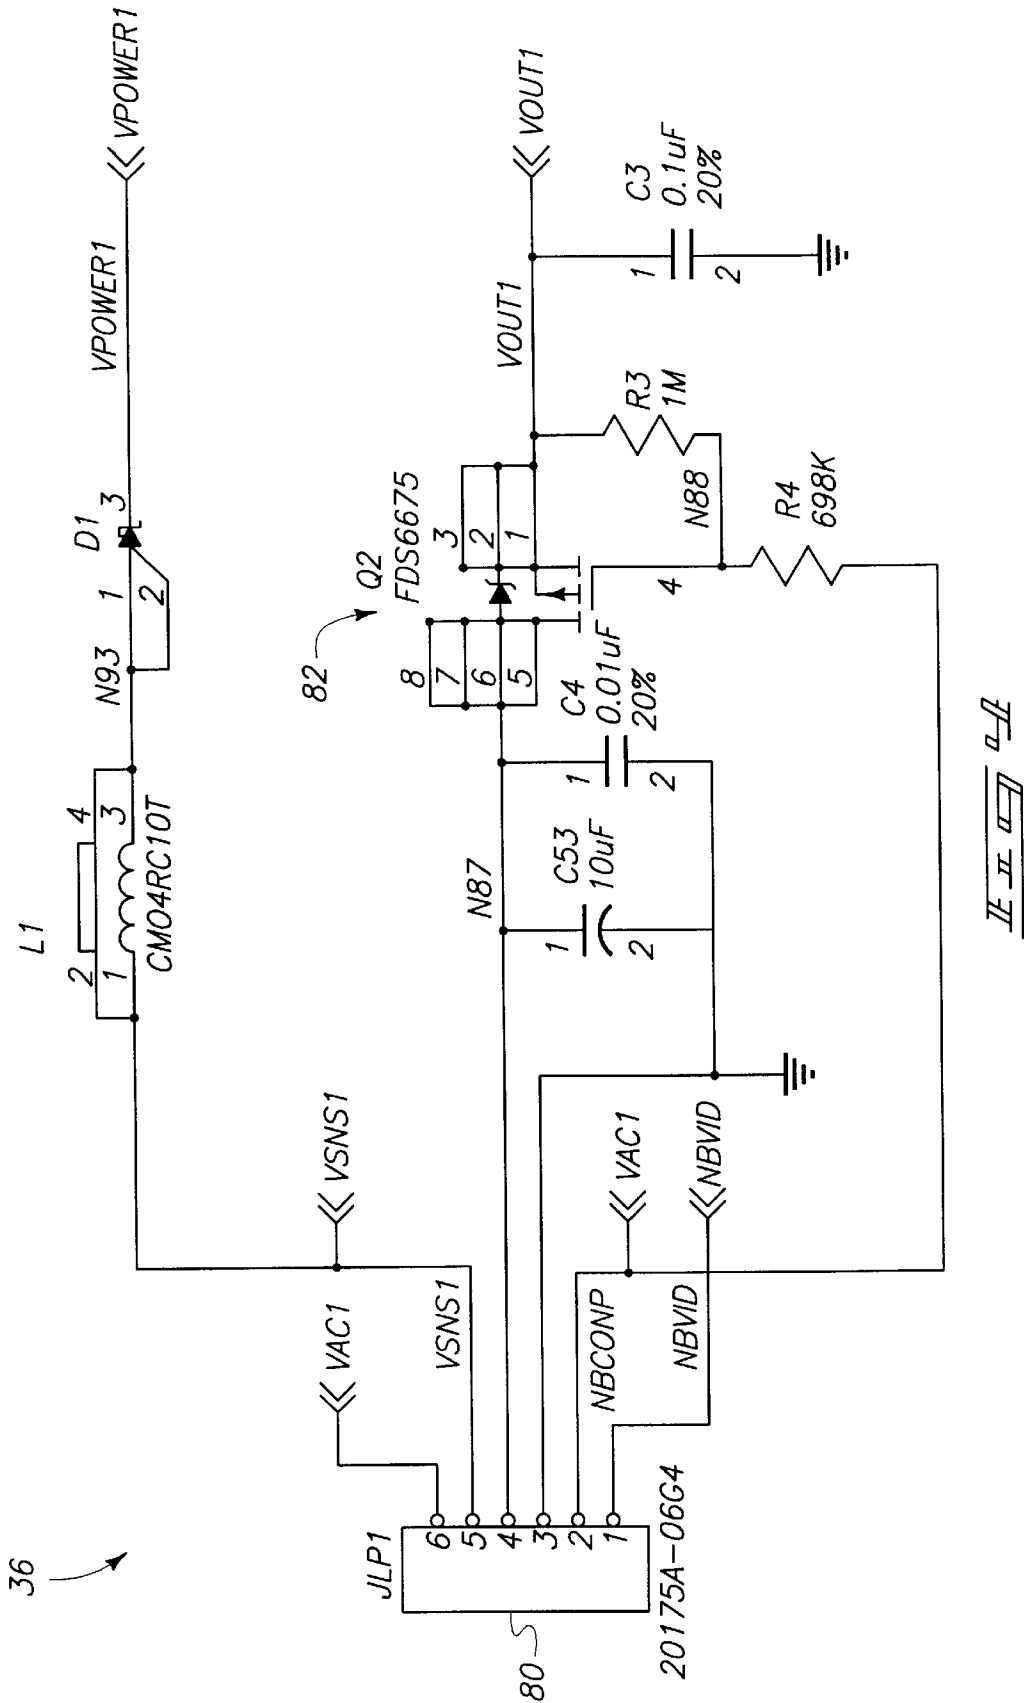 36
80
JLP1
20175A-06G4
6
5
4
3
2
1
VAC1
VSNS1
VSNS1
NBCONP
VAC1
NBVID
NBVID
L1
2
4
1
3
CM04RC10T
N93
D1
1
3
2
VPOWER1
VPOWER1
N87
C53
10uF
1
2
C4
0.01uF
20%
1
2
82
Q2
FDS6675
8
7
6
5
3
2
1
4
N88
R3
1M
R4
698K
VOUT1
VOUT1
C3
0.1uF
20%
1
2